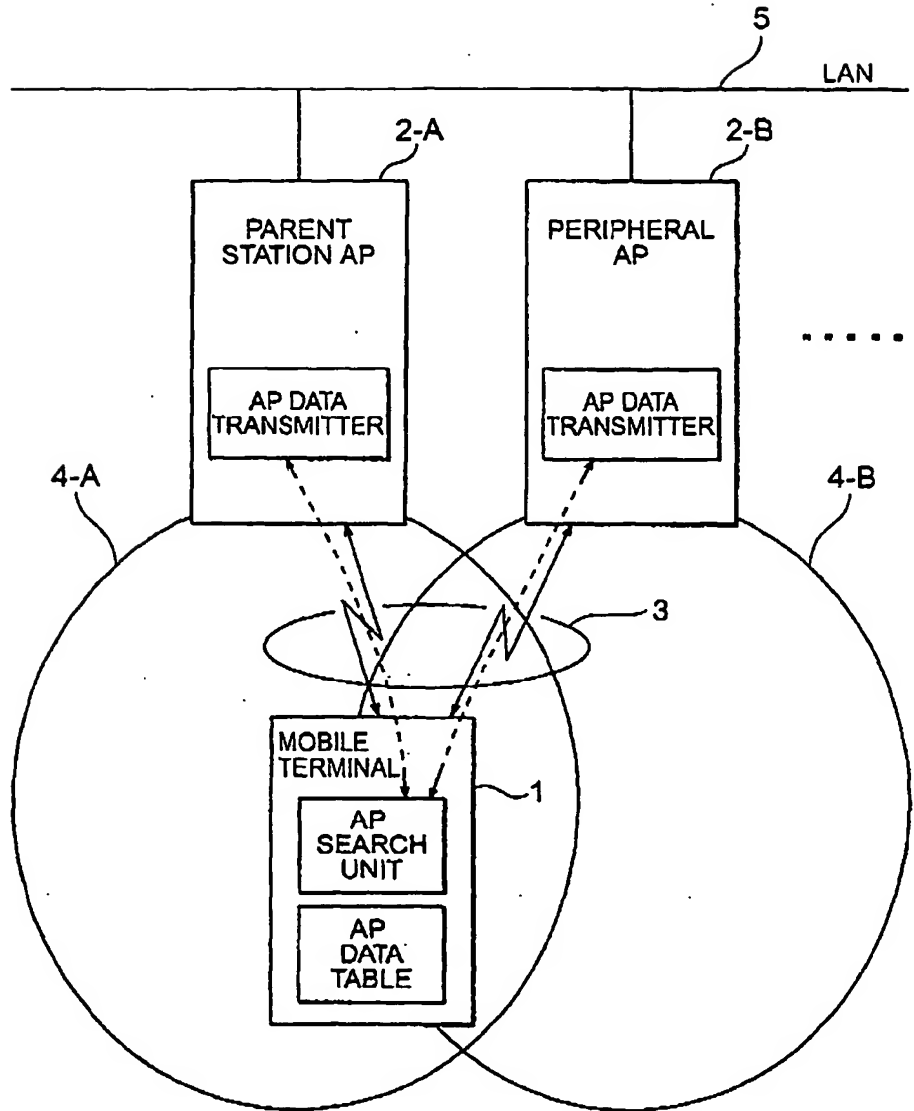 5
LAN
2-A
2-B
PARENT
STATION AP
PERIPHERAL
AP
AP DATA
TRANSMITTER
AP DATA
TRANSMITTER
4-A
4-B
3
MOBILE
TERMINAL
1
AP
SEARCH
UNIT
AP
DATA
TABLE